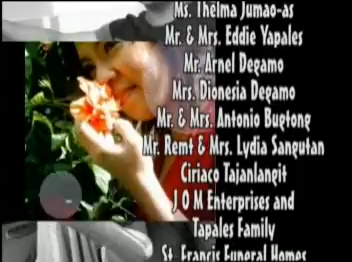 Ms. Thelma Jumao-as
Mr. & Mrs. Eddie Yapales
Mr. Arnel Degamo
Mrs. Dionesia Degamo
Mr. & Mrs. Antonio Bugtong
Mr. Remt & Mrs. Lydia Sangutan
Ciriaco Tajanlangit
J O M Enterprises and
Tapales Family
St. Francis Funeral Homes